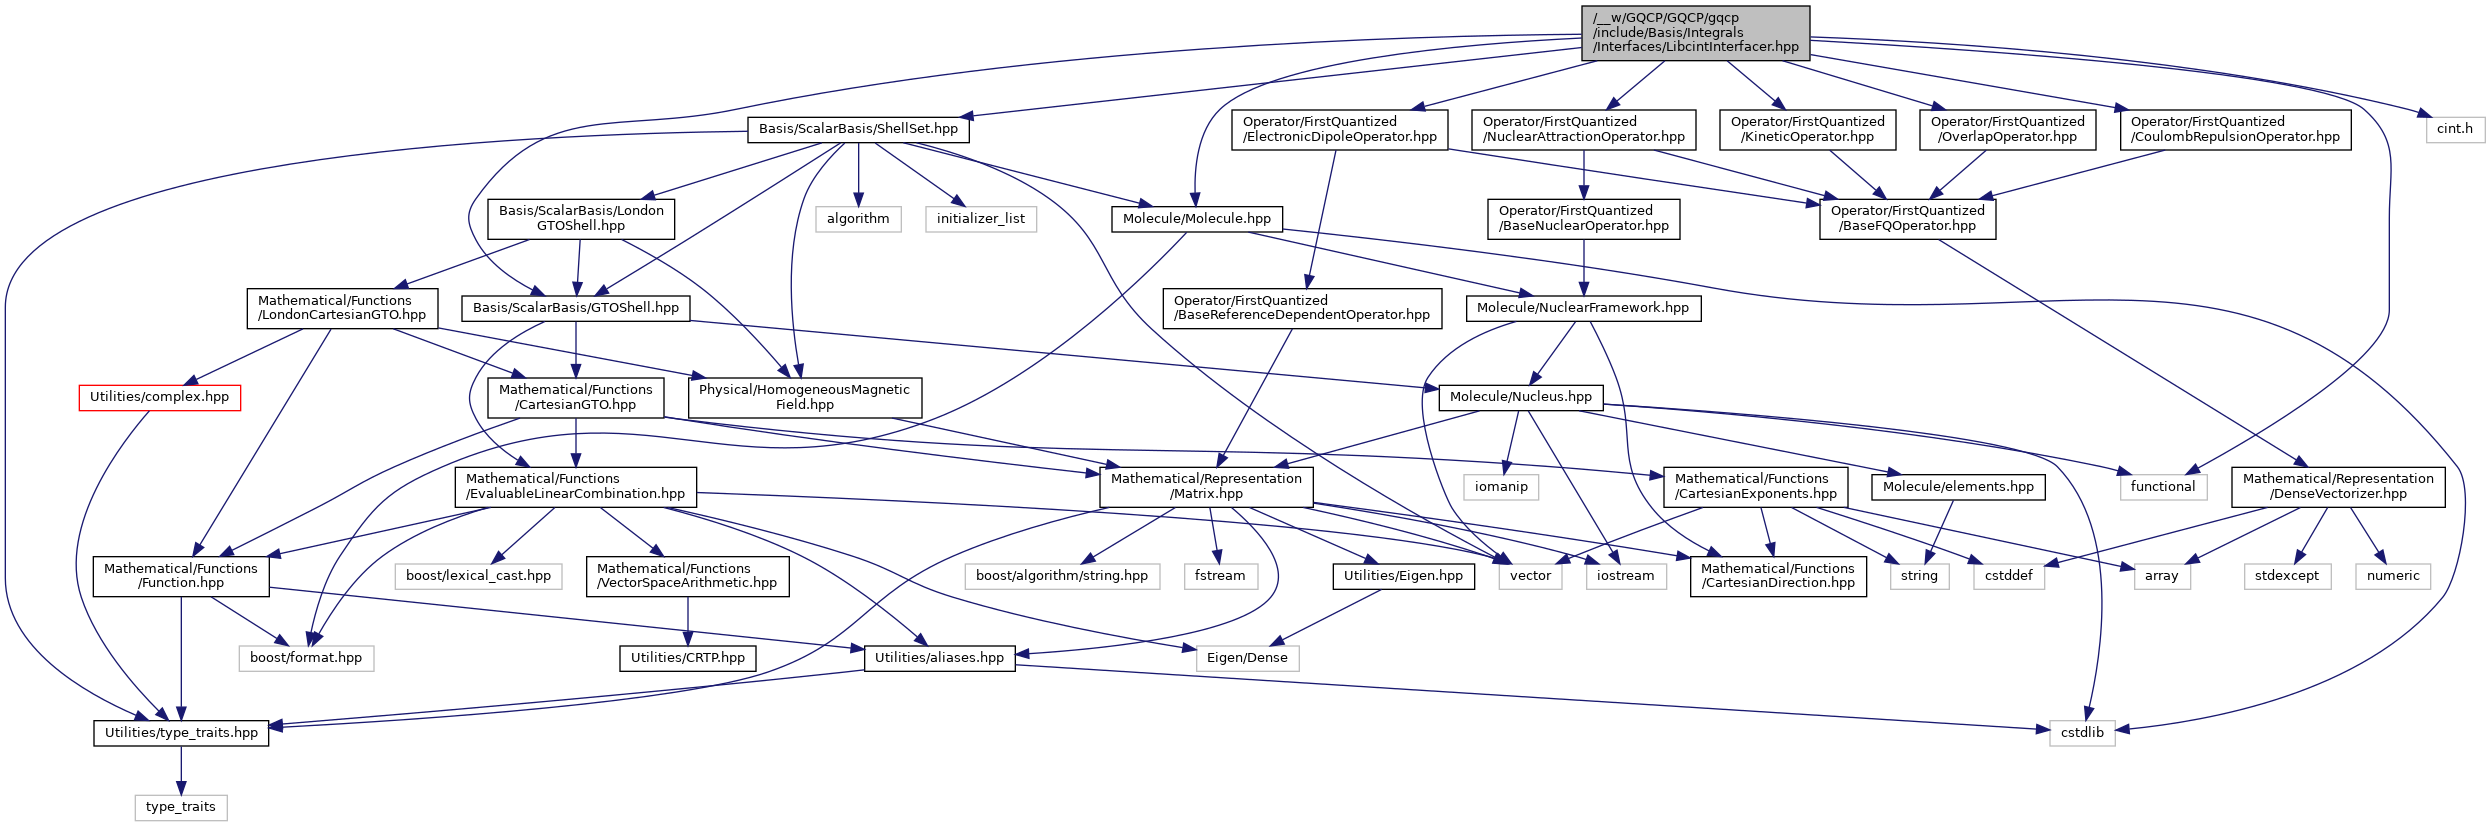 /__w/GQCP/GQCP/gqcp
/include/Basis/Integrals
/Interfaces/LibcintInterfacer.hpp
Basis/ScalarBasis/ShellSet.hpp
Operator/FirstQuantized
/ElectronicDipoleOperator.hpp
Operator/FirstQuantized
/NuclearAttractionOperator.hpp
Operator/FirstQuantized
/KineticOperator.hpp
Operator/FirstQuantized
/OverlapOperator.hpp
Operator/FirstQuantized
/CoulombRepulsionOperator.hpp
cint.h
Basis/ScalarBasis/London
GTOShell.hpp
algorithm
initializer_list
Molecule/Molecule.hpp
Operator/FirstQuantized
/BaseNuclearOperator.hpp
Operator/FirstQuantized
/BaseFQOperator.hpp
Mathematical/Functions
/LondonCartesianGTO.hpp
Basis/ScalarBasis/GTOShell.hpp
Operator/FirstQuantized
/BaseReferenceDependentOperator.hpp
Molecule/NuclearFramework.hpp
Utilities/complex.hpp
Mathematical/Functions
/CartesianGTO.hpp
Physical/HomogeneousMagnetic
Field.hpp
Molecule/Nucleus.hpp
Mathematical/Functions
/EvaluableLinearCombination.hpp
Mathematical/Representation
/Matrix.hpp
iomanip
Mathematical/Functions
/CartesianExponents.hpp
Molecule/elements.hpp
functional
Mathematical/Representation
/DenseVectorizer.hpp
Mathematical/Functions
/Function.hpp
boost/lexical_cast.hpp
Mathematical/Functions
/VectorSpaceArithmetic.hpp
boost/algorithm/string.hpp
fstream
Utilities/Eigen.hpp
vector
iostream
Mathematical/Functions
/CartesianDirection.hpp
string
cstddef
array
stdexcept
numeric
boost/format.hpp
Utilities/CRTP.hpp
Utilities/aliases.hpp
Eigen/Dense
Utilities/type_traits.hpp
cstdlib
type_traits